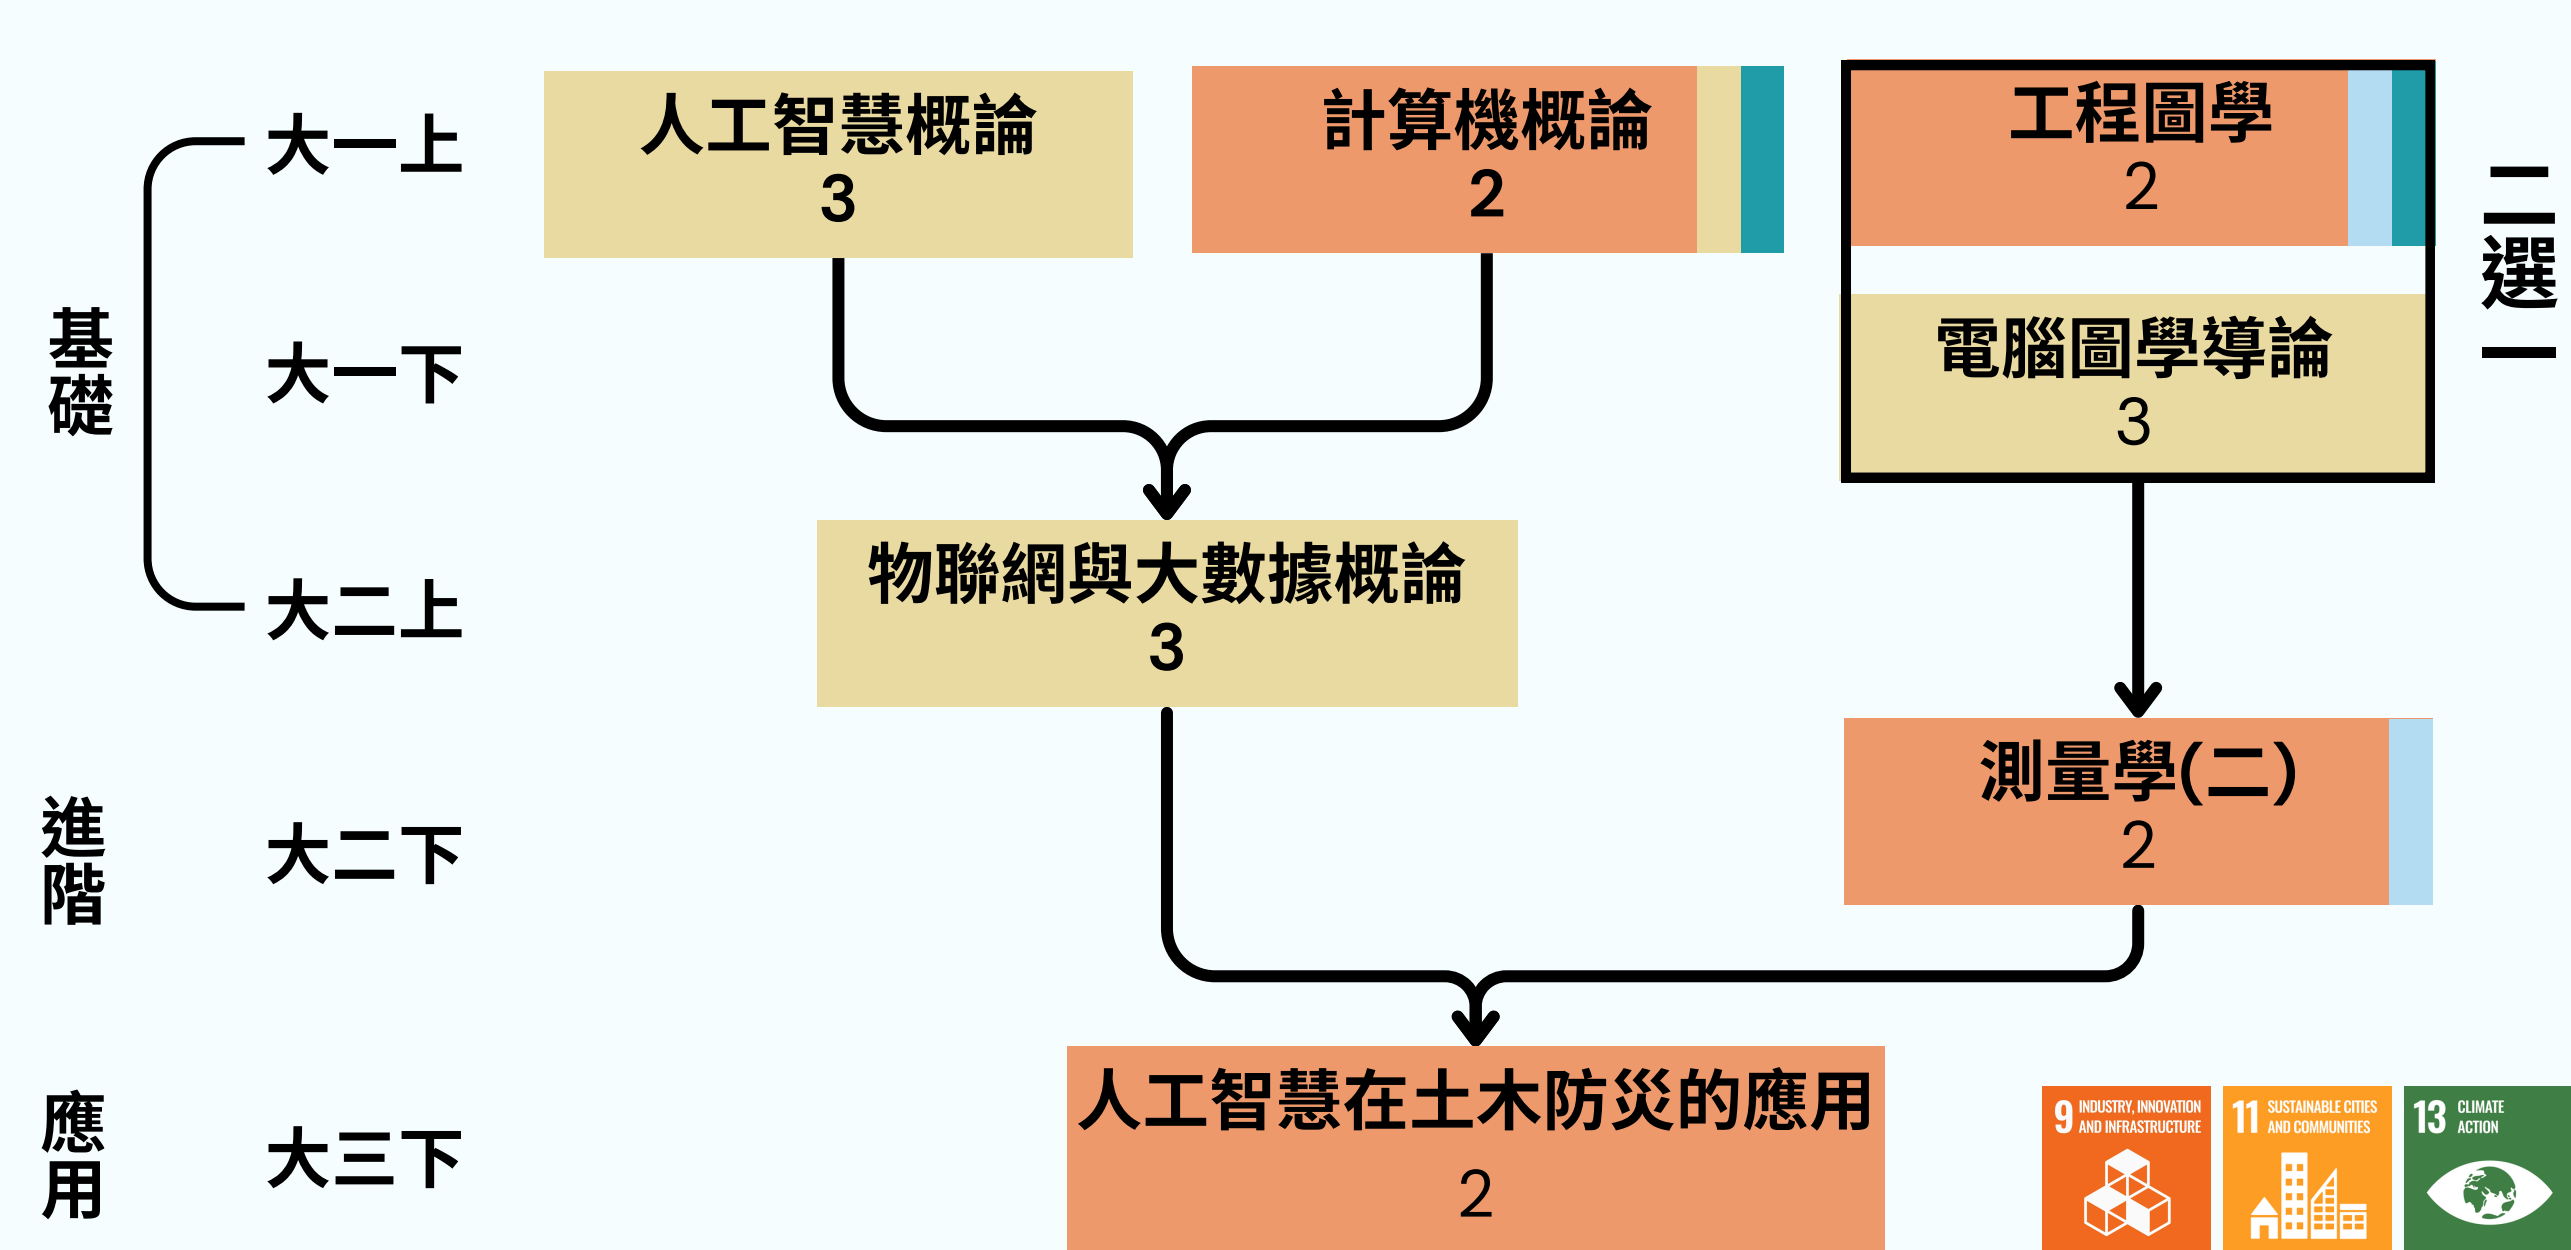 基礎
大一上
人工智慧概論
3
計算機概論
2
工程圖學
2
二選一
大一下
電腦圖學導論
3
大二上
物聯網與大數據概論
3
進階
大二下
測量學(二)
2
應用
大三下
人工智慧在土木防災的應用
2
9 INDUSTRY, INNOVATION
AND INFRASTRUCTURE
11 SUSTAINABLE CITIES
AND COMMUNITIES
13 CLIMATE
ACTION